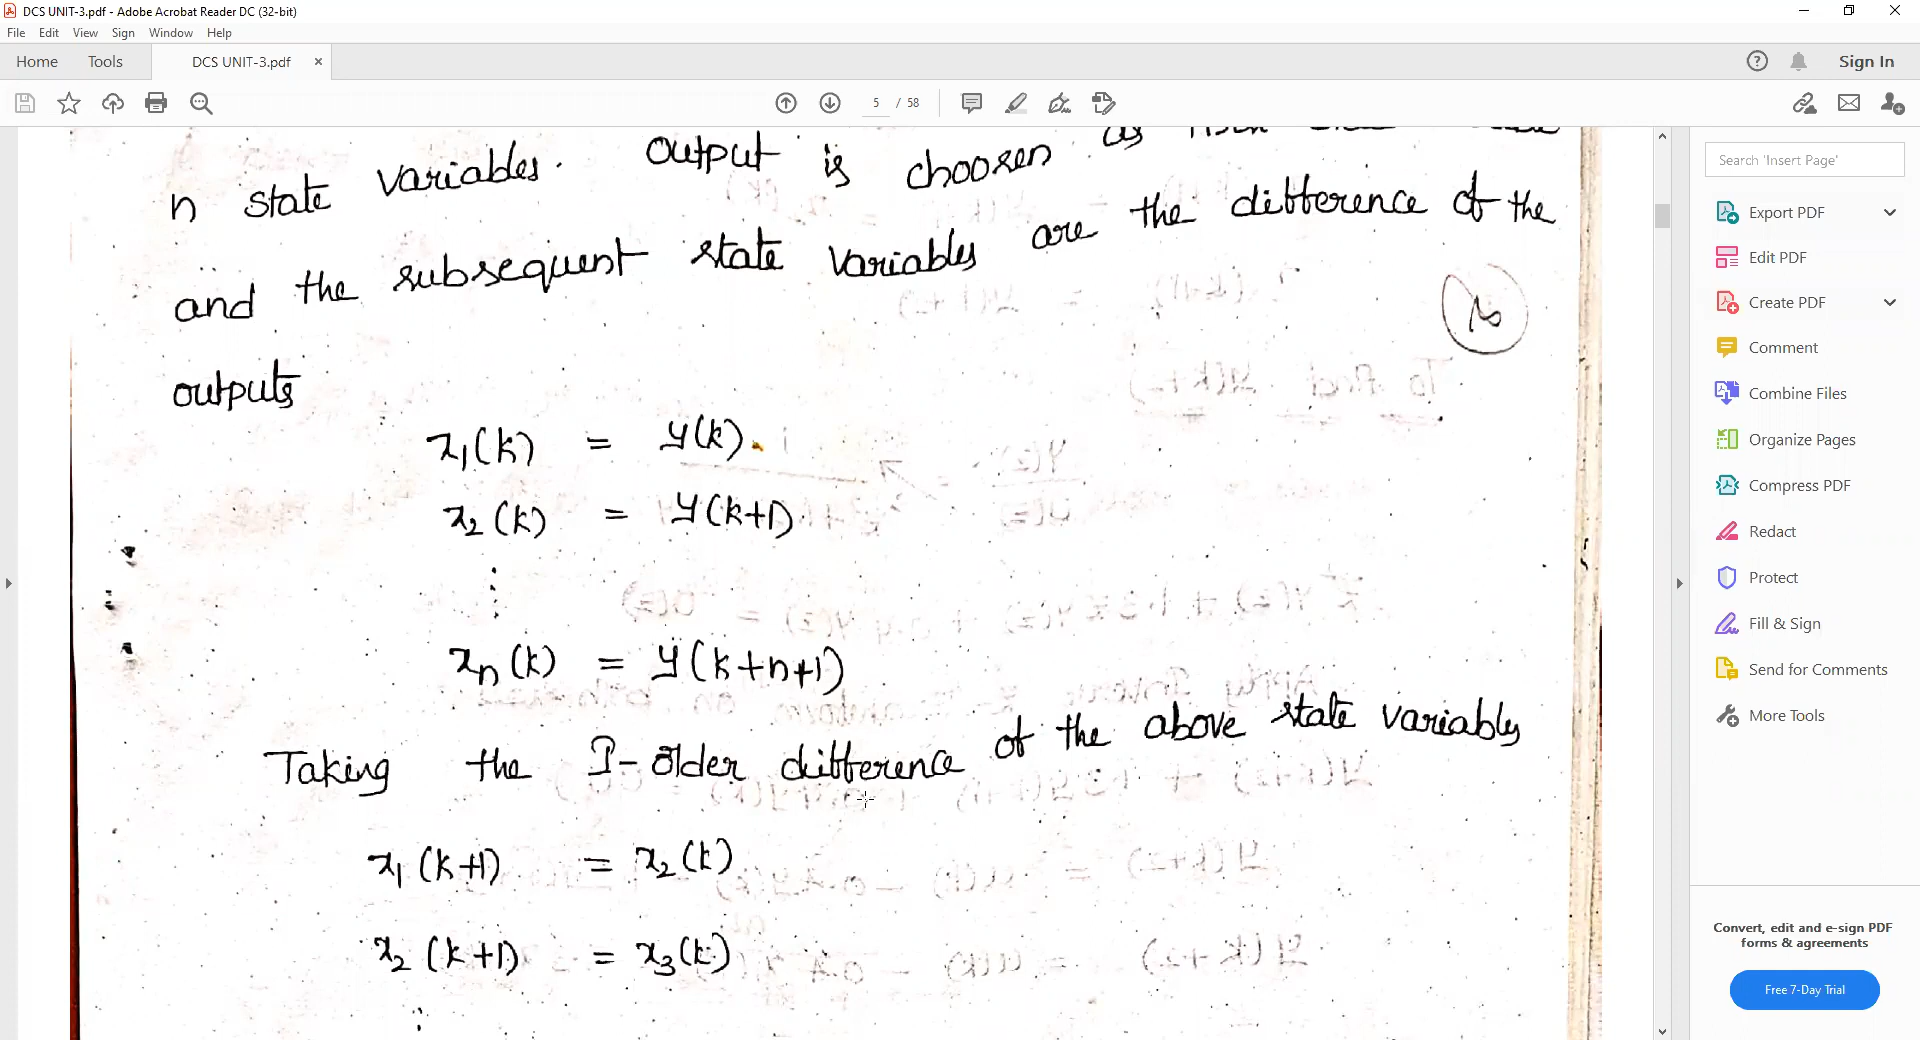 DCS UNIT-3.pdf - Adobe Acrobat Reader DC (32-bit)
File Edit View Sign Window Help
Home Tools DCS UNIT-3.pdf × Sign In
5 / 58
n state variables. Output is choosen as
and the subsequent state variables are the difference of the
outputs
x₁(k) = y(k).
x₂(k) = y(k+1).
⋮
xₙ(k) = y(k+n+1)
Taking the I-order difference of the above state variables
x₁(k+1) = x₂(k)
x₂(k+1) = x₃(k)
⋮
Search 'Insert Page'
Export PDF
Edit PDF
Create PDF
Comment
Combine Files
Organize Pages
Compress PDF
Redact
Protect
Fill & Sign
Send for Comments
More Tools
Convert, edit and e-sign PDF
forms & agreements
Free 7-Day Trial